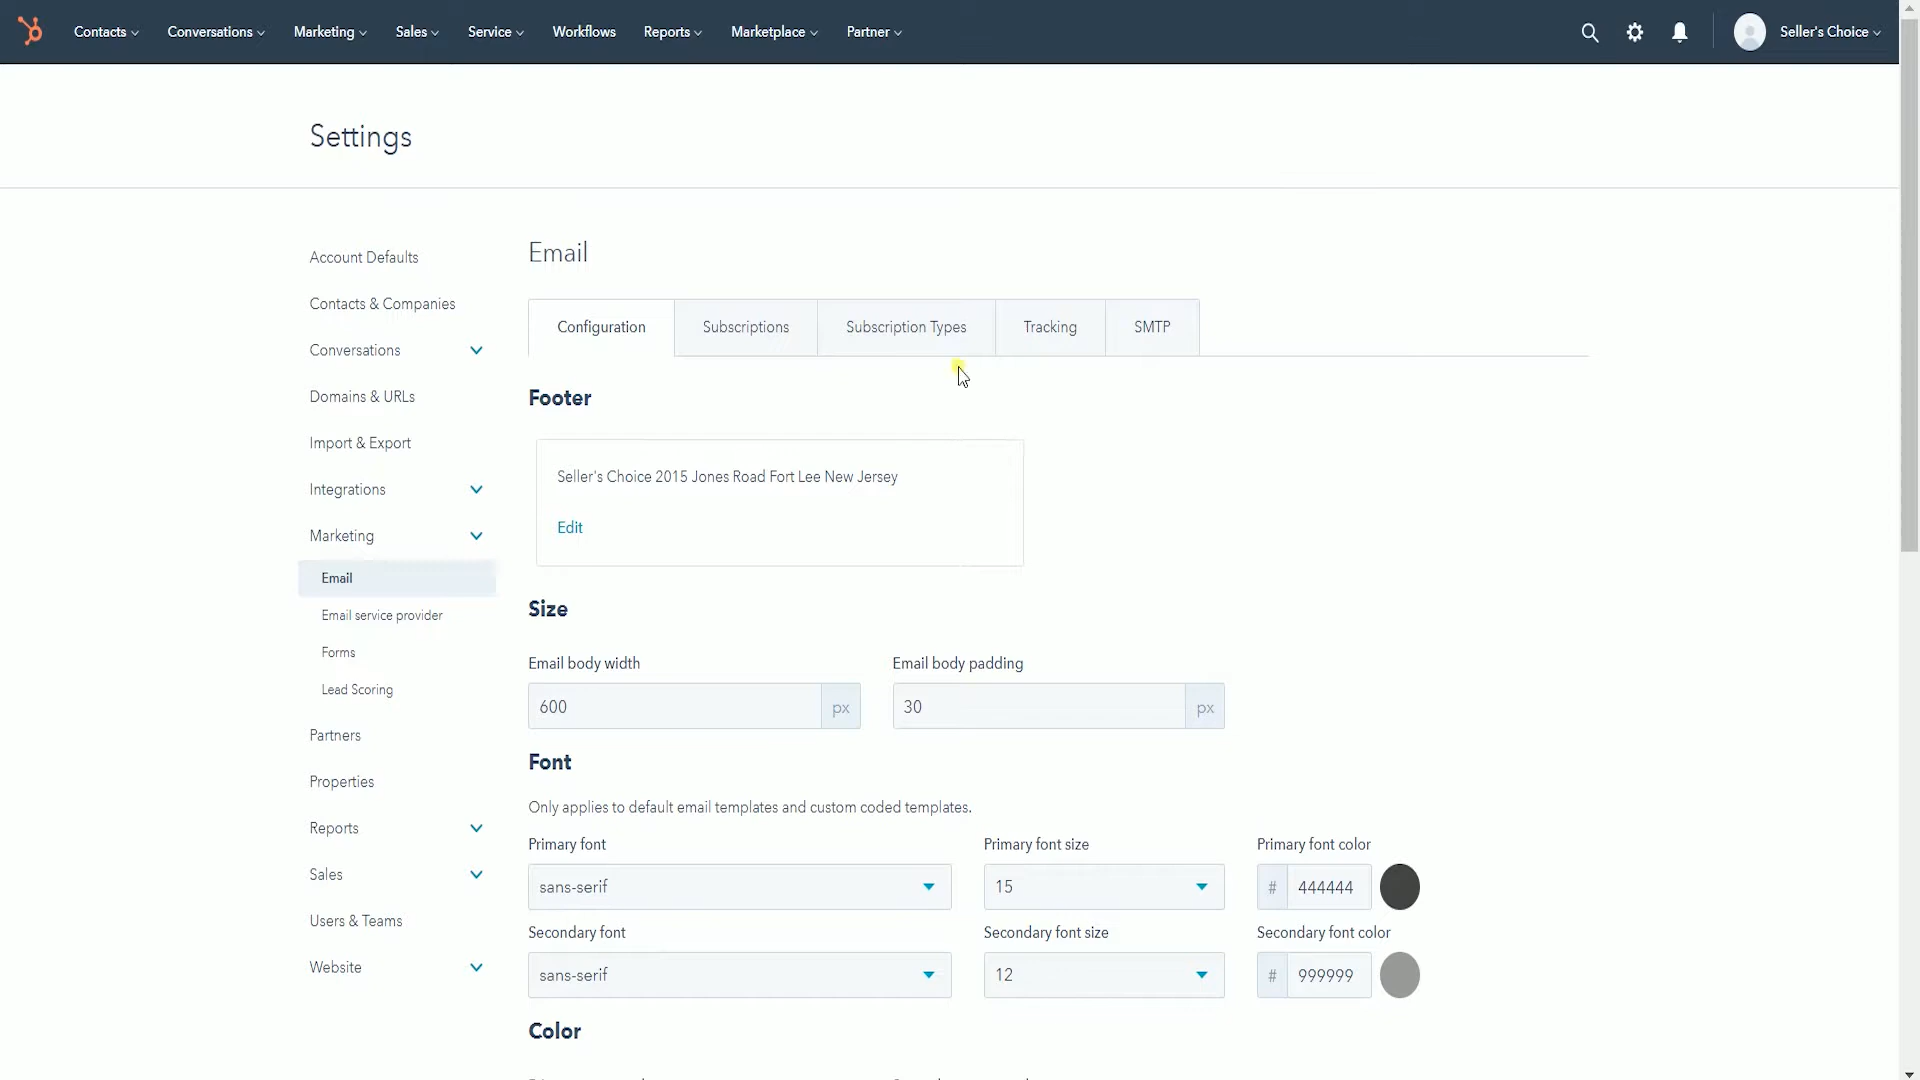 Contacts Conversations Marketing Sales Service Workflows Reports Marketplace Partner Seller's Choice
Settings
Account Defaults
Contacts & Companies
Conversations
Domains & URLs
Import & Export
Integrations
Marketing
Email
Email service provider
Forms
Lead Scoring
Partners
Properties
Reports
Sales
Users & Teams
Website
Email
Configuration Subscriptions Subscription Types Tracking SMTP
Footer
Seller's Choice 2015 Jones Road Fort Lee New Jersey
Edit
Size
Email body width Email body padding
600 px 30 px
Font
Only applies to default email templates and custom coded templates.
Primary font Primary font size Primary font color
sans-serif 15 # 444444
Secondary font Secondary font size Secondary font color
sans-serif 12 # 999999
Color